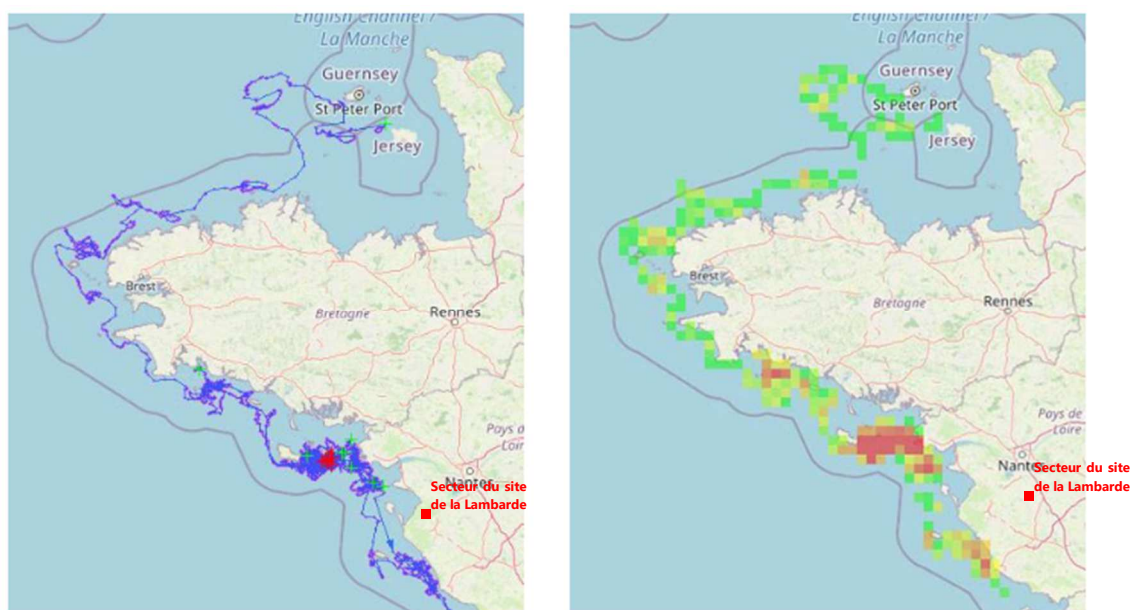 English Channel /
La Manche
Guernsey
St Peter Port
Jersey
Brest
Bretagne
Rennes
Pays d
Loir
Nantes
Secteur du site
de la Lambarde
English Channel /
La Manche
Guernsey
St Peter Port
Jersey
Brest
Bretagne
Rennes
Pays de
Loire
Nantes
Secteur du site
de la Lambarde